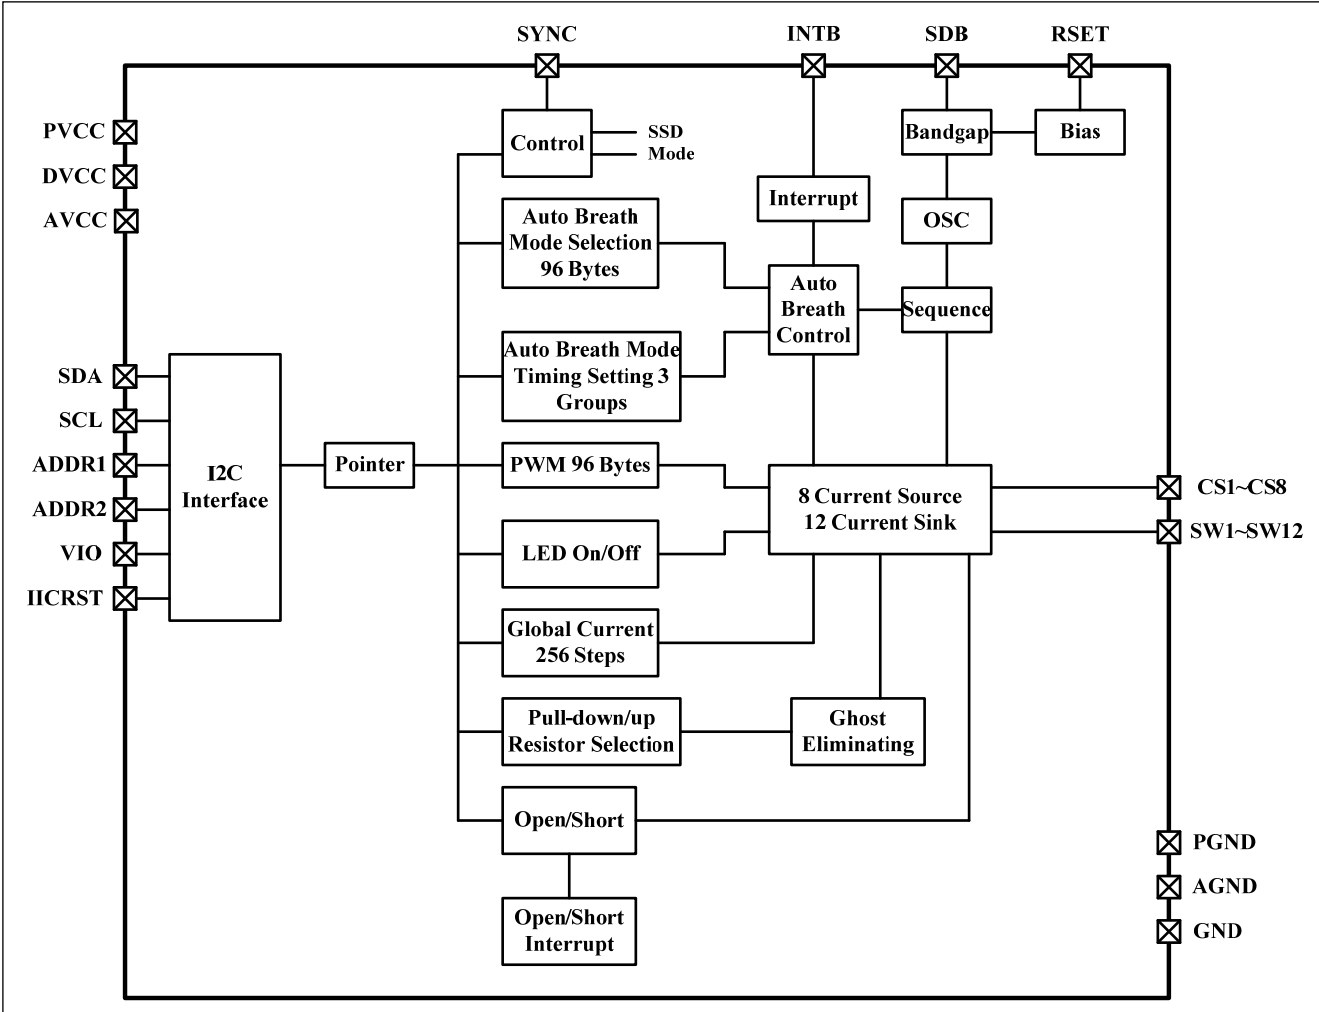 SYNC
INTB
SDB
RSET
PVCC
DVCC
AVCC
Control
SSD
Mode
Bandgap
Bias
Interrupt
OSC
Auto Breath
Mode Selection
96 Bytes
Auto
Breath
Control
Sequence
Auto Breath Mode
Timing Setting 3
Groups
SDA
SCL
ADDR1
ADDR2
VIO
IICRST
I2C
Interface
Pointer
PWM 96 Bytes
8 Current Source
12 Current Sink
CS1~CS8
SW1~SW12
LED On/Off
Global Current
256 Steps
Pull-down/up
Resistor Selection
Ghost
Eliminating
Open/Short
Open/Short
Interrupt
PGND
AGND
GND